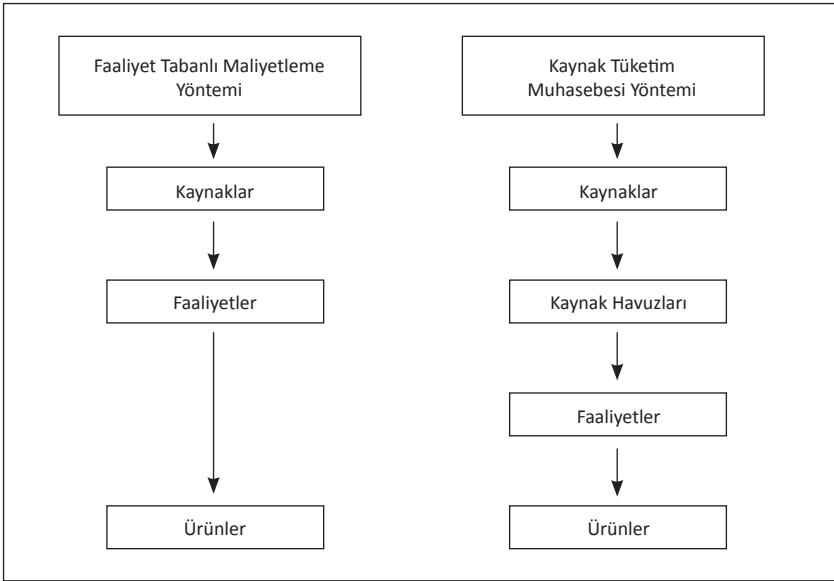 Faaliyet Tabanlı Maliyetleme
Yöntemi
Kaynaklar
Faaliyetler
Ürünler
Kaynak Tüketim
Muhasebesi Yöntemi
Kaynaklar
Kaynak Havuzları
Faaliyetler
Ürünler